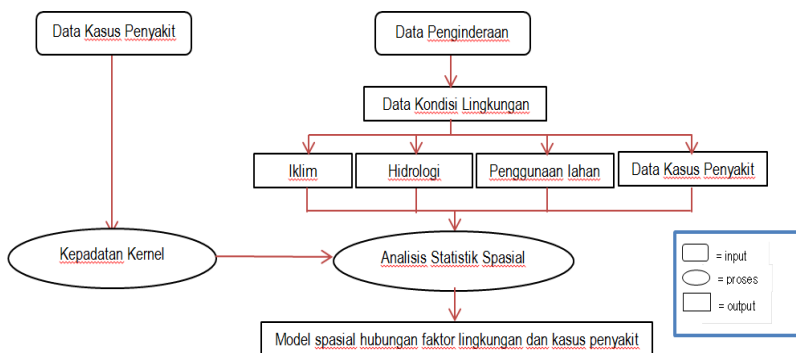 Data Kasus Penyakit
Data Penginderaan
Data Kondisi Lingkungan
Iklim
Hidrologi
Penggunaan lahan
Data Kasus Penyakit
Kepadatan Kernel
Analisis Statistik Spasial
= input
= proses
= output
Model spasial hubungan faktor lingkungan dan kasus penyakit